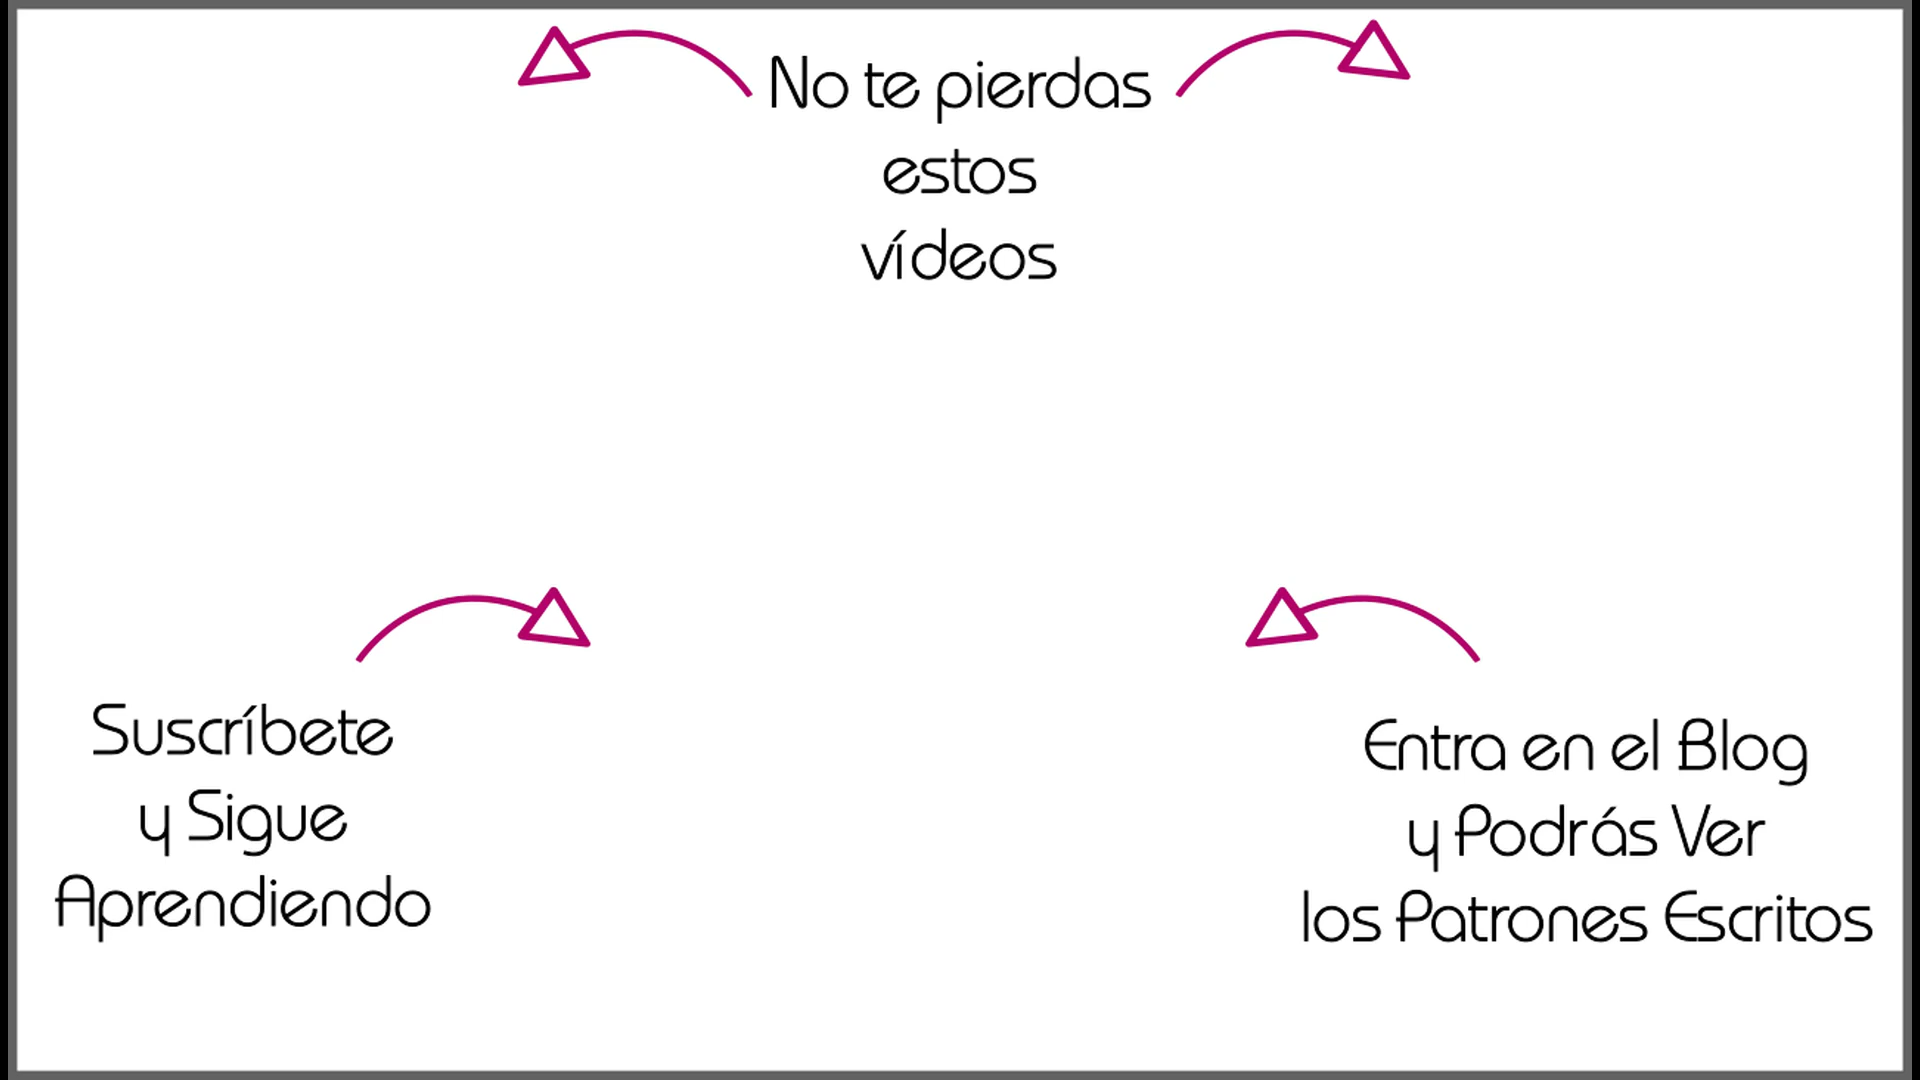 No te pierdas
estos
vídeos
Suscríbete
y Sigue
Aprendiendo
Entra en el Blog
y Podrás Ver
los Patrones Escritos